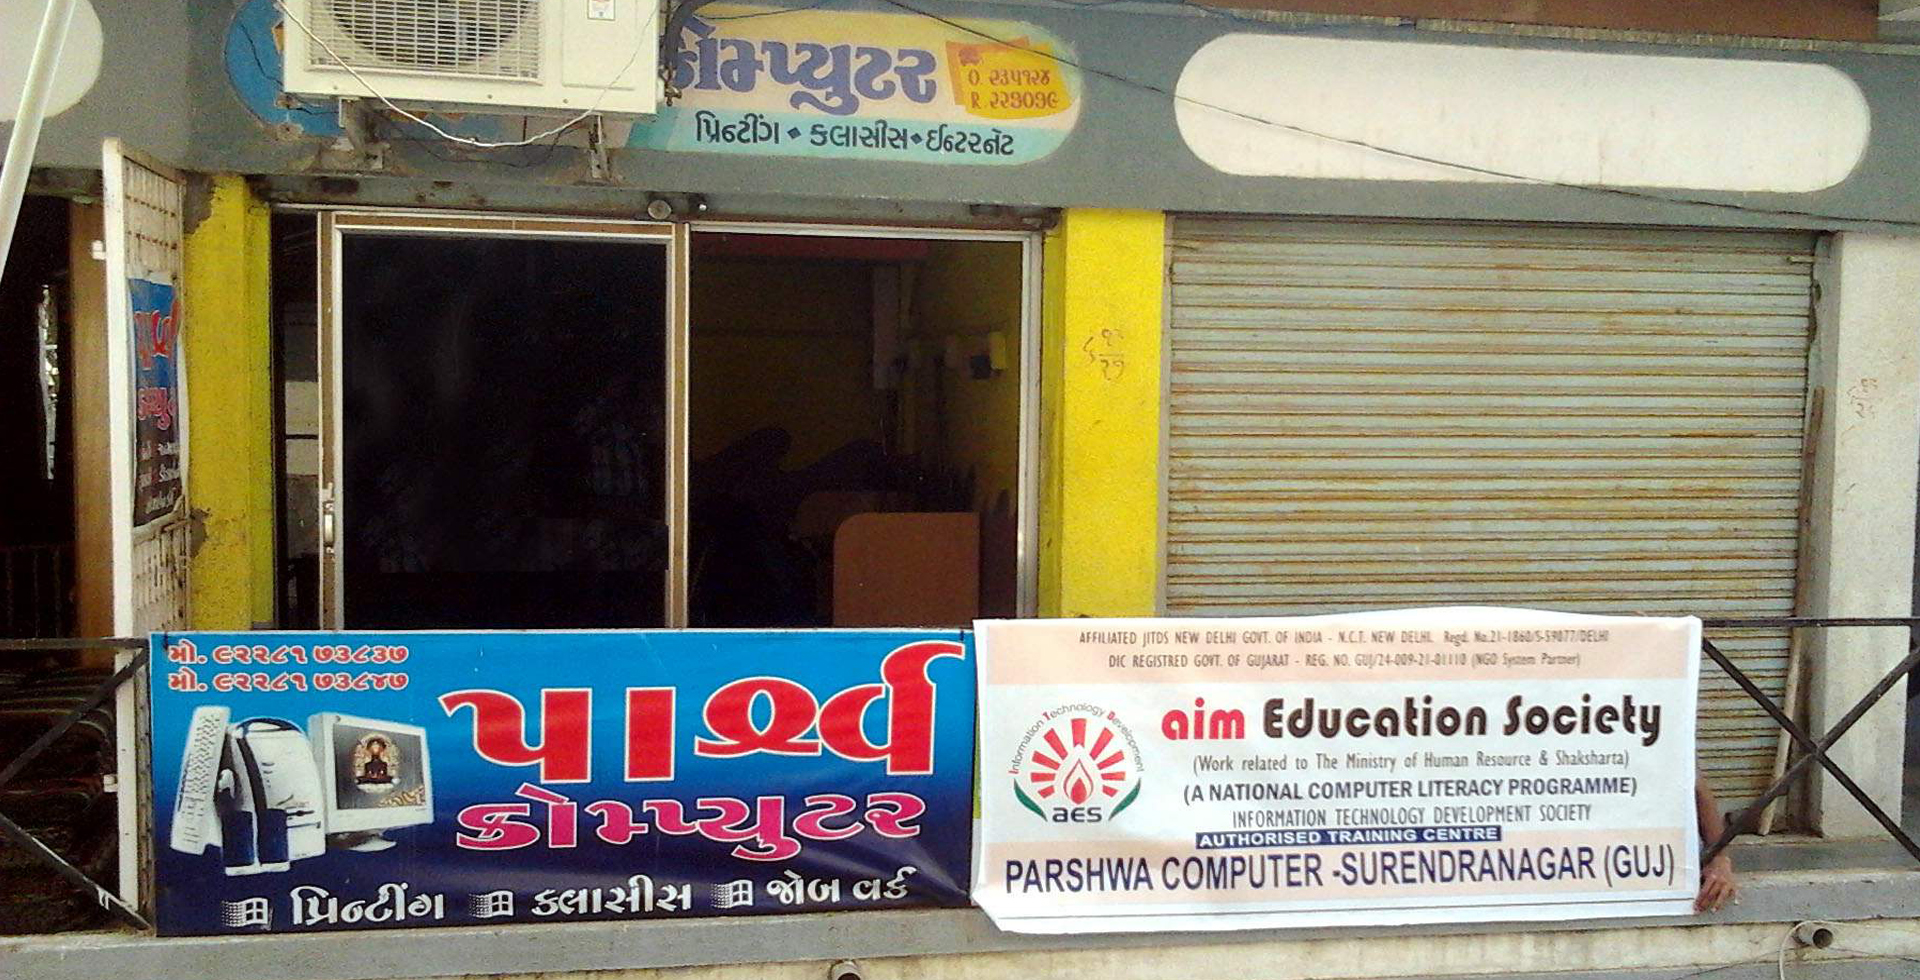 કોમ્પ્યુટર
O ૨૩૫૧૨૪
R. ૨૨૭૦૭૯
પ્રિન્ટીંગ • કલાસીસ • ઈન્ટરનેટ
મો. ૯૨૨૮૧ ૭૩૮૩૭
મો. ૯૨૨૮૧ ૭૩૮૪૭
પાર્શ્વ
કોમ્પ્યુટર
પ્રિન્ટીંગ કલાસીસ જોબ વર્ક
AFFILIATED JITDS NEW DELHI GOVT. OF INDIA - N.C.T. NEW DELHI. Regd. No.21-1860/S-59077/DELHI
DIC REGISTRED GOVT. OF GUJARAT - REG. NO. GUJ/24-009-21-01110 (NGO System Partner)
Information Technology Development
aes
aim Education Society
(Work related to The Ministry of Human Resource & Shaksharta)
(A NATIONAL COMPUTER LITERACY PROGRAMME)
INFORMATION TECHNOLOGY DEVELOPMENT SOCIETY
AUTHORISED TRAINING CENTRE
PARSHWA COMPUTER -SURENDRANAGAR (GUJ)